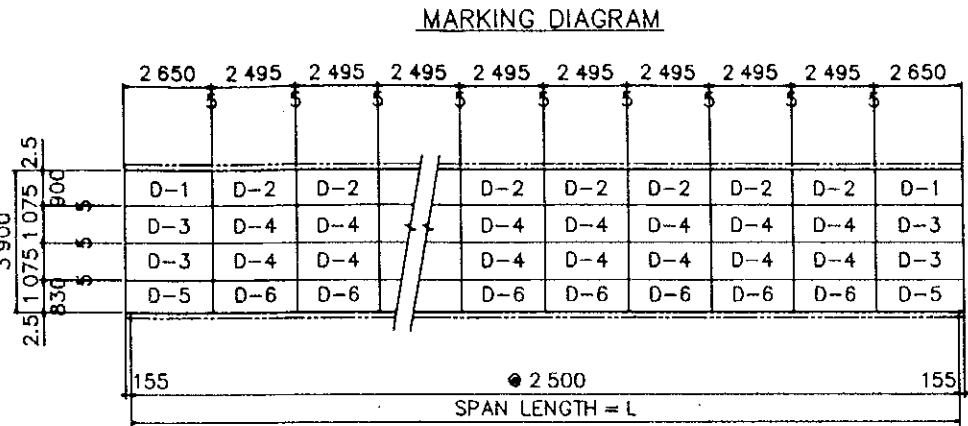 MARKING DIAGRAM
2 650 2 495 2 495 2 495 2 495 2 495 2 495 2 495 2 495 2 650
5 5 5 5 5 5 5 5 5
2.5
900
D-1 D-2 D-2 D-2 D-2 D-2 D-2 D-2 D-1
5
1 075
D-3 D-4 D-4 D-4 D-4 D-4 D-4 D-4 D-3
3 900
5
1 075
D-3 D-4 D-4 D-4 D-4 D-4 D-4 D-4 D-3
5
830
D-5 D-6 D-6 D-6 D-6 D-6 D-6 D-6 D-5
2.5
155 @ 2 500 155
SPAN LENGTH = L